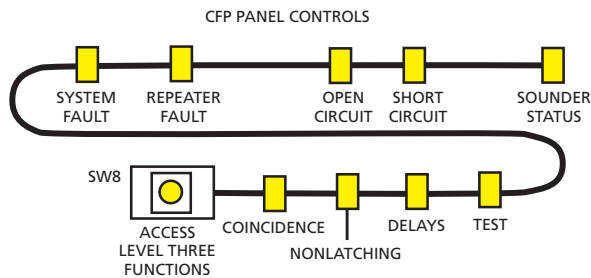 CFP PANEL CONTROLS
SYSTEM
FAULT
REPEATER
FAULT
OPEN
CIRCUIT
SHORT
CIRCUIT
SOUNDER
STATUS
SW8
ACCESS
LEVEL THREE
FUNCTIONS
COINCIDENCE
NONLATCHING
DELAYS
TEST